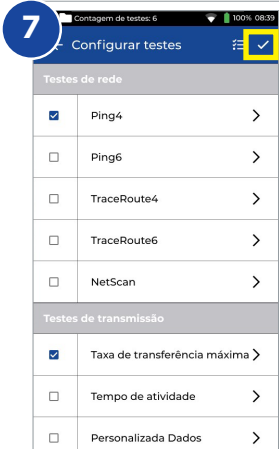 7
Contagem de testes: 6 100% 08:39
Configurar testes
Testes de rede
Ping4
Ping6
TraceRoute4
TraceRoute6
NetScan
Testes de transmissão
Taxa de transferência máxima
Tempo de atividade
Personalizada Dados